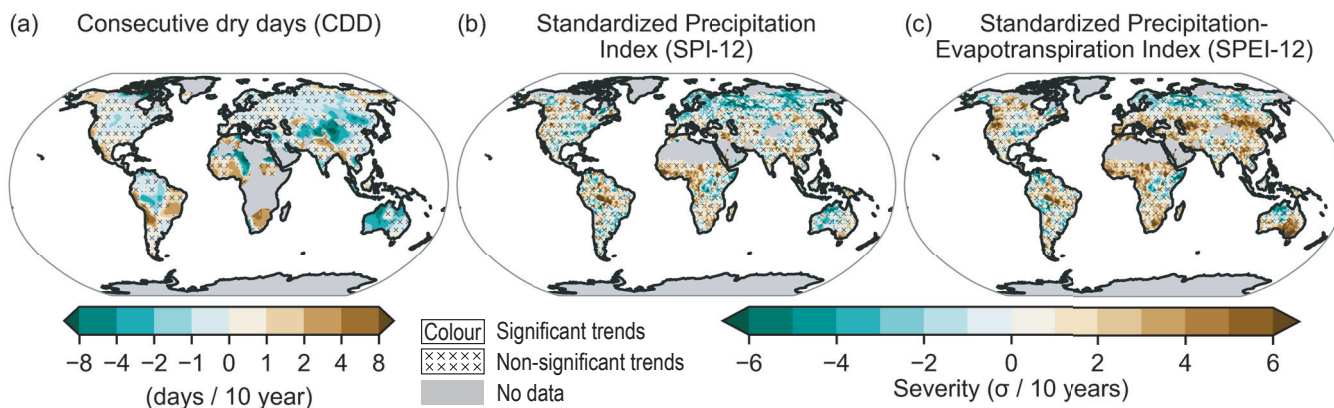 (a) Consecutive dry days (CDD)
(b) Standardized Precipitation
Index (SPI-12)
(c) Standardized Precipitation-
Evapotranspiration Index (SPEI-12)
−8 −4 −2 −1 0 1 2 4 8
(days / 10 year)
Colour Significant trends
Non-significant trends
No data
−6 −4 −2 0 2 4 6
Severity (σ / 10 years)